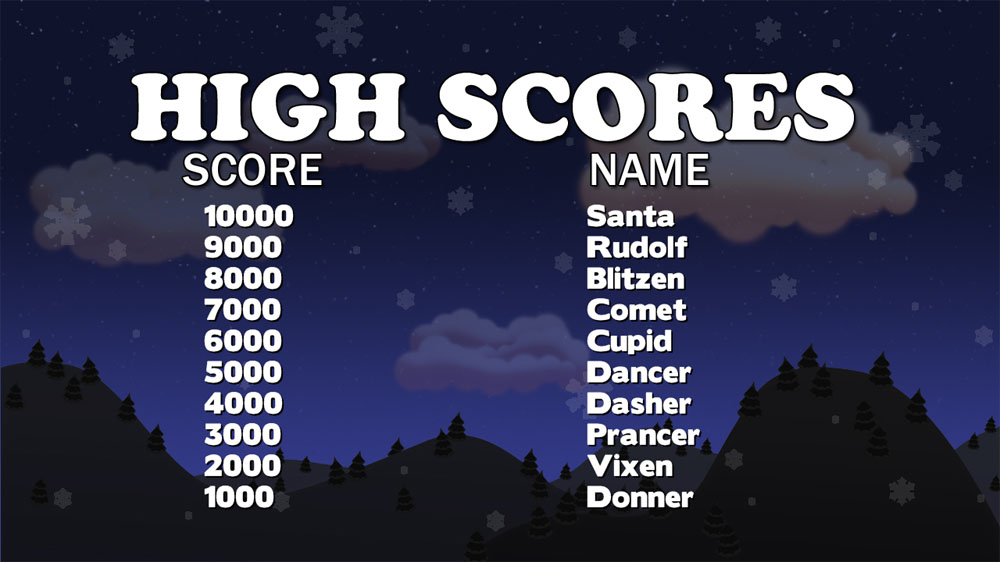 HIGH SCORES
SCORE NAME
10000 Santa
9000 Rudolf
8000 Blitzen
7000 Comet
6000 Cupid
5000 Dancer
4000 Dasher
3000 Prancer
2000 Vixen
1000 Donner